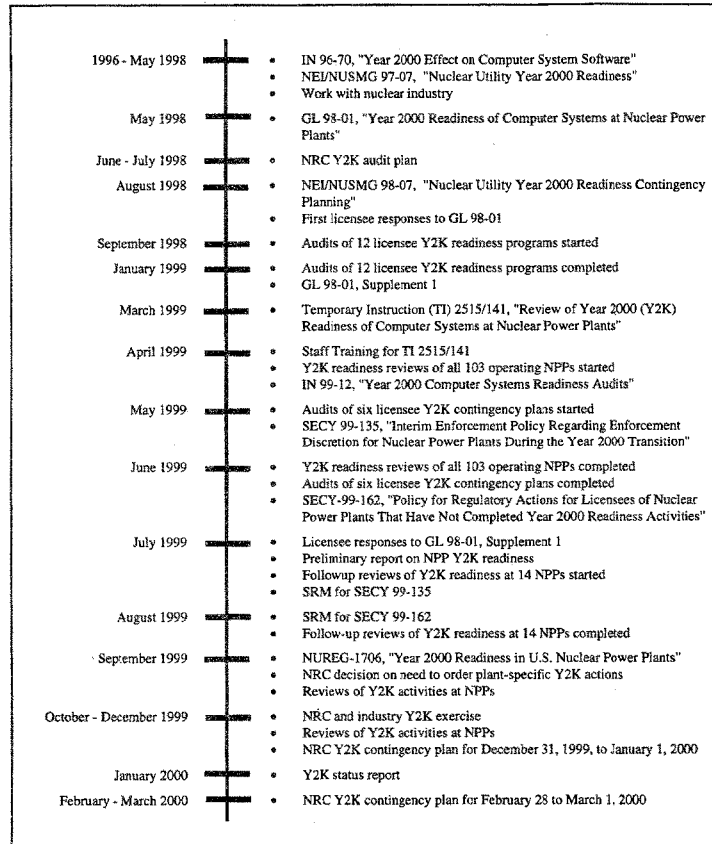 1996 - May 1998 • IN 96-70, "Year 2000 Effect on Computer System Software"
• NEI/NUSMG 97-07, "Nuclear Utility Year 2000 Readiness"
• Work with nuclear industry
May 1998 • GL 98-01, "Year 2000 Readiness of Computer Systems at Nuclear Power
Plants"
June - July 1998 • NRC Y2K audit plan
August 1998 • NEI/NUSMG 98-07, "Nuclear Utility Year 2000 Readiness Contingency
Planning"
• First licensee responses to GL 98-01
September 1998 • Audits of 12 licensee Y2K readiness programs started
January 1999 • Audits of 12 licensee Y2K readiness programs completed
• GL 98-01, Supplement 1
March 1999 • Temporary Instruction (TI) 2515/141, "Review of Year 2000 (Y2K)
Readiness of Computer Systems at Nuclear Power Plants"
April 1999 • Staff Training for TI 2515/141
• Y2K readiness reviews of all 103 operating NPPs started
• IN 99-12, "Year 2000 Computer Systems Readiness Audits"
May 1999 • Audits of six licensee Y2K contingency plans started
• SECY 99-135, "Interim Enforcement Policy Regarding Enforcement
Discretion for Nuclear Power Plants During the Year 2000 Transition"
June 1999 • Y2K readiness reviews of all 103 operating NPPs completed
• Audits of six licensee Y2K contingency plans completed
• SECY-99-162, "Policy for Regulatory Actions for Licensees of Nuclear
Power Plants That Have Not Completed Year 2000 Readiness Activities"
July 1999 • Licensee responses to GL 98-01, Supplement 1
• Preliminary report on NPP Y2K readiness
• Followup reviews of Y2K readiness at 14 NPPs started
• SRM for SECY 99-135
August 1999 • SRM for SECY 99-162
• Follow-up reviews of Y2K readiness at 14 NPPs completed
September 1999 • NUREG-1706, "Year 2000 Readiness in U.S. Nuclear Power Plants"
• NRC decision on need to order plant-specific Y2K actions
• Reviews of Y2K activities at NPPs
October - December 1999 • NRC and industry Y2K exercise
• Reviews of Y2K activities at NPPs
• NRC Y2K contingency plan for December 31, 1999, to January 1, 2000
January 2000 • Y2K status report
February - March 2000 • NRC Y2K contingency plan for February 28 to March 1, 2000